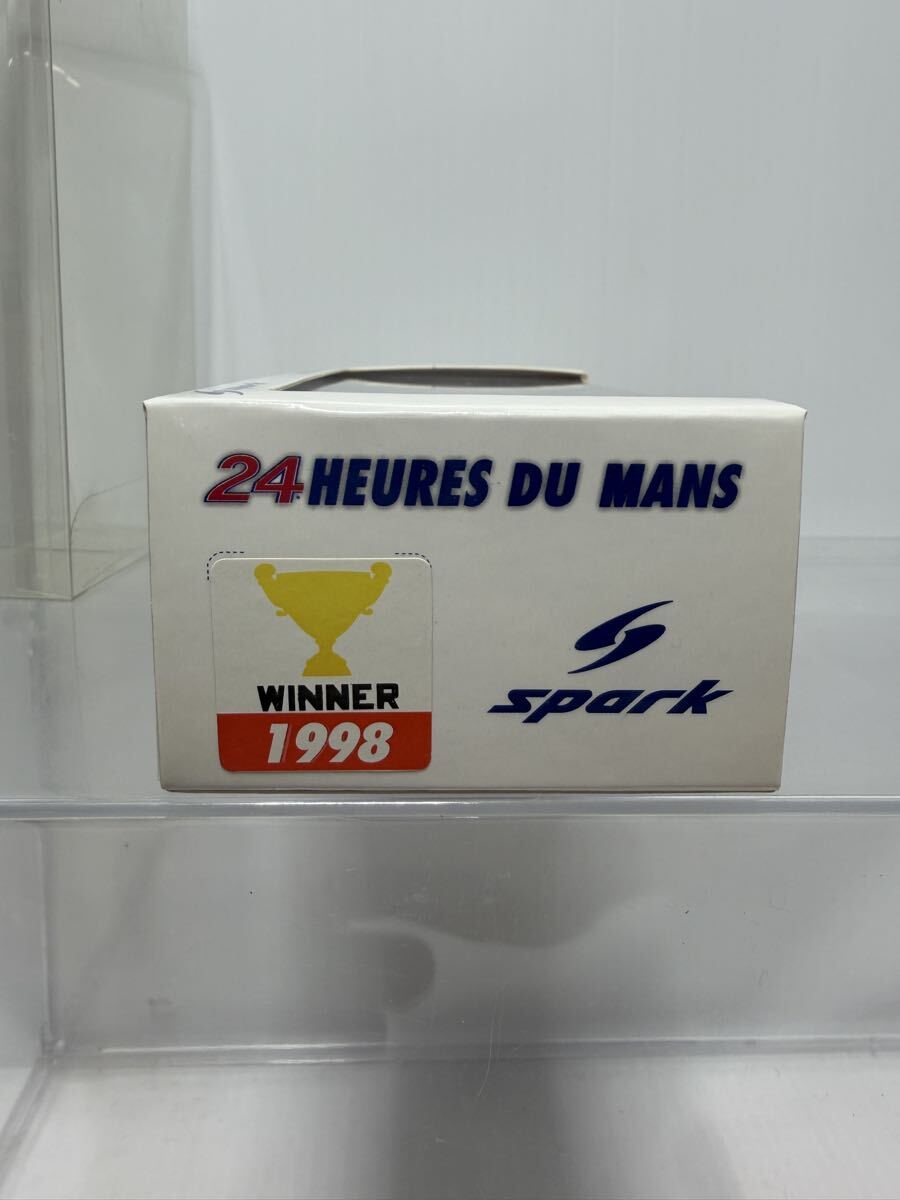 24 HEURES DU MANS
WINNER
1998
spark